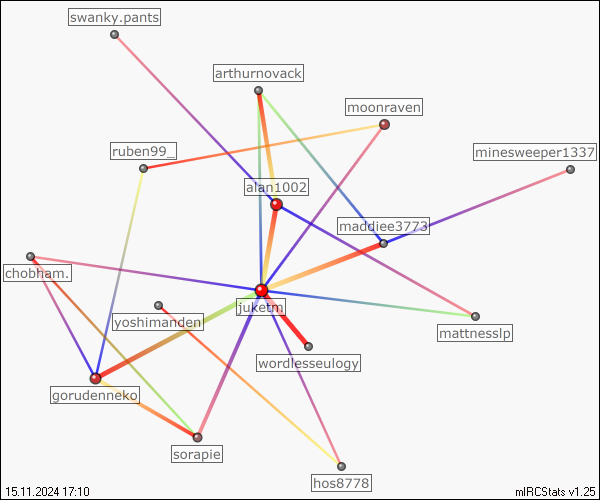 swanky.pants
arthurnovack
moonraven
ruben99_
minesweeper1337
alan1002
maddiee3773
chobham.
juketm
yoshimanden
mattnesslp
wordlesseulogy
gorudenneko
sorapie
hos8778
15.11.2024 17:10
mIRCStats v1.25